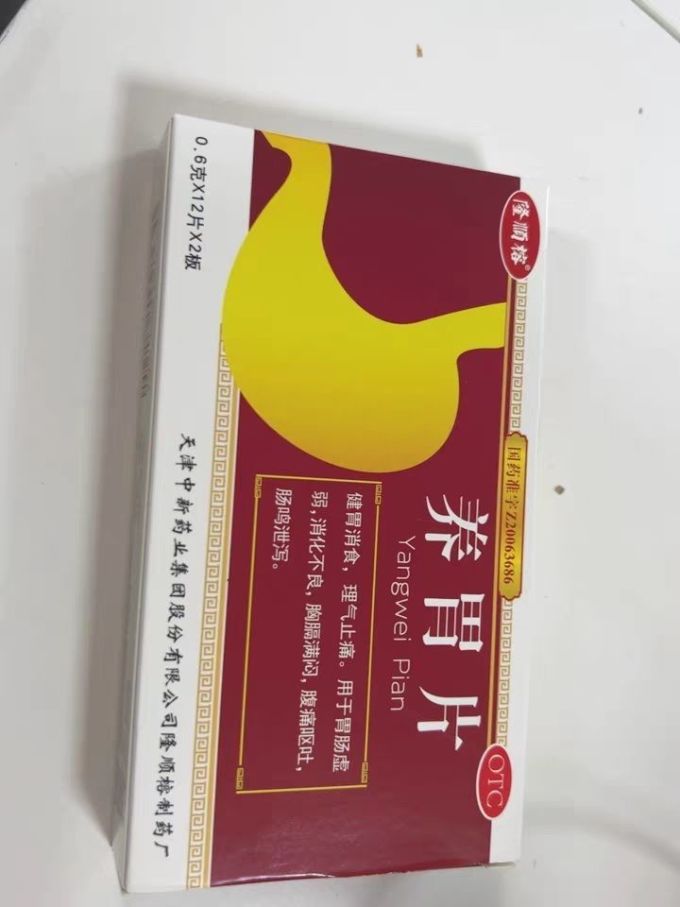 隆顺榕®
国药准字Z20063686
养胃片
Yangwei Pian
OTC
健胃消食，理气止痛。用于胃肠虚
弱，消化不良，胸膈满闷，腹痛呕吐，
肠鸣泄泻。
0.6克X12片X2板
天津中新药业集团股份有限公司隆顺榕制药厂